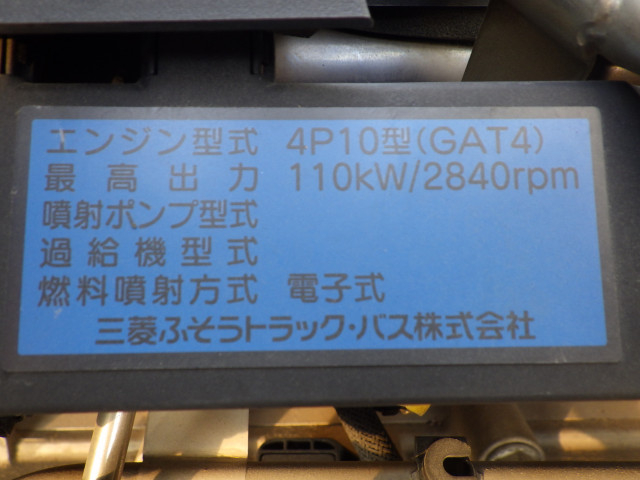 エンジン型式 4P10型(GAT4)
最高出力 110kW/2840rpm
噴射ポンプ型式
過給機型式
燃料噴射方式 電子式
三菱ふそうトラック・バス株式会社